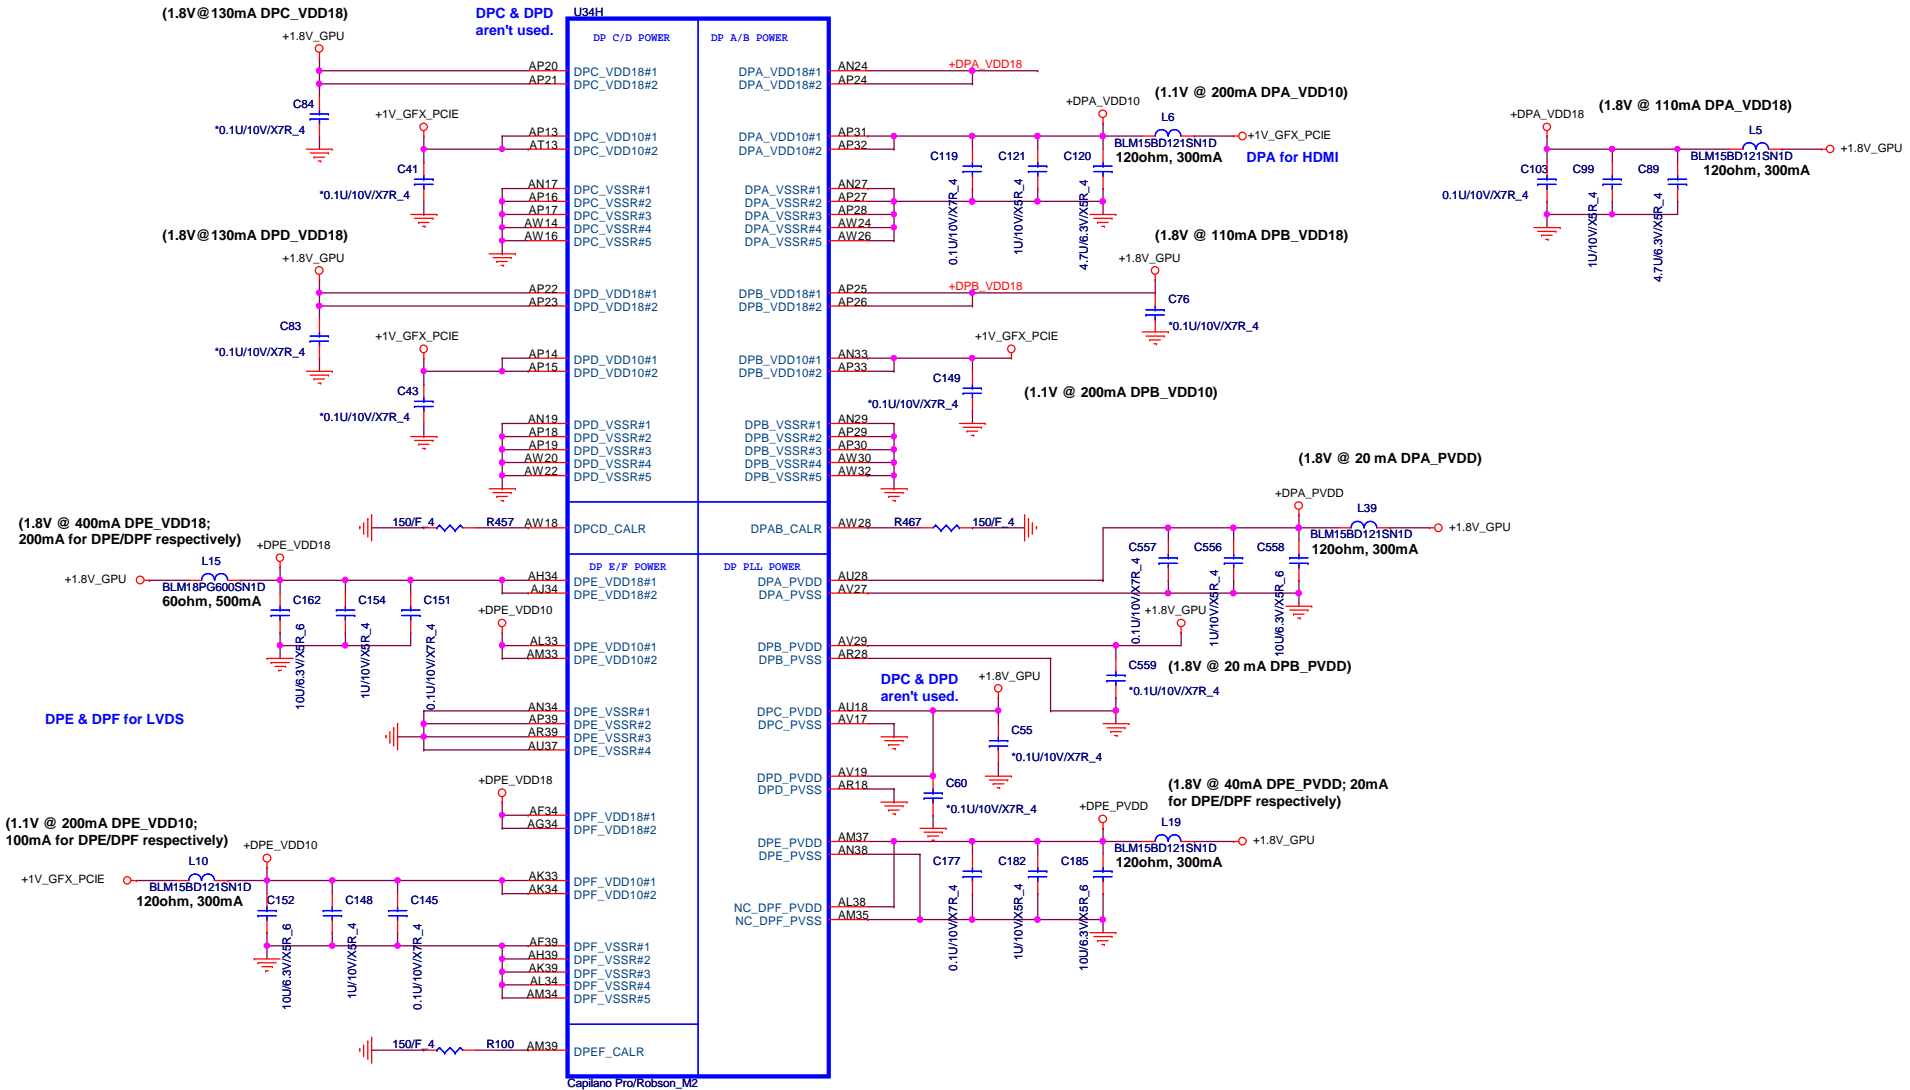 (1.8V@130mA DPC_VDD18)
+1.8V_GPU
DPC & DPD
aren't used.
U34H
DP C/D POWER
DP A/B POWER
AP20
AP21
DPC_VDD18#1
DPC_VDD18#2
C84
*0.1U/10V/X7R_4
+1V_GFX_PCIE
AP13
AT13
DPC_VDD10#1
DPC_VDD10#2
C41
*0.1U/10V/X7R_4
AN17
AP16
AP17
AW14
AW16
DPC_VSSR#1
DPC_VSSR#2
DPC_VSSR#3
DPC_VSSR#4
DPC_VSSR#5
(1.8V@130mA DPD_VDD18)
+1.8V_GPU
AP22
AP23
DPD_VDD18#1
DPD_VDD18#2
C83
*0.1U/10V/X7R_4
+1V_GFX_PCIE
AP14
AP15
DPD_VDD10#1
DPD_VDD10#2
C43
*0.1U/10V/X7R_4
AN19
AP18
AP19
AW20
AW22
DPD_VSSR#1
DPD_VSSR#2
DPD_VSSR#3
DPD_VSSR#4
DPD_VSSR#5
150/F_4
R457
AW18
DPCD_CALR
(1.8V @ 400mA DPE_VDD18;
200mA for DPE/DPF respectively)
+DPE_VDD18
L15
+1.8V_GPU
BLM18PG600SN1D
60ohm, 500mA
C162
C154
C151
10U/6.3V/X5R_6
1U/10V/X5R_4
0.1U/10V/X7R_4
DP E/F POWER
DP PLL POWER
AH34
AJ34
DPE_VDD18#1
DPE_VDD18#2
+DPE_VDD10
AL33
AM33
DPE_VDD10#1
DPE_VDD10#2
DPE & DPF for LVDS
AN34
AP39
AR39
AU37
DPE_VSSR#1
DPE_VSSR#2
DPE_VSSR#3
DPE_VSSR#4
+DPE_VDD18
AF34
AG34
DPF_VDD18#1
DPF_VDD18#2
(1.1V @ 200mA DPE_VDD10;
100mA for DPE/DPF respectively)
+DPE_VDD10
L10
+1V_GFX_PCIE
BLM15BD121SN1D
120ohm, 300mA
C152
C148
C145
10U/6.3V/X5R_6
1U/10V/X5R_4
0.1U/10V/X7R_4
AK33
AK34
DPF_VDD10#1
DPF_VDD10#2
AF39
AH39
AK39
AL34
AM34
DPF_VSSR#1
DPF_VSSR#2
DPF_VSSR#3
DPF_VSSR#4
DPF_VSSR#5
150/F_4
R100
AM39
DPEF_CALR
Capilano Pro/Robson_M2
DPA_VDD18#1
DPA_VDD18#2
AN24
AP24
+DPA_VDD18
(1.1V @ 200mA DPA_VDD10)
+DPA_VDD10
L6
+1V_GFX_PCIE
BLM15BD121SN1D
120ohm, 300mA
DPA for HDMI
DPA_VDD10#1
DPA_VDD10#2
AP31
AP32
C119
C121
C120
0.1U/10V/X7R_4
1U/10V/X5R_4
4.7U/6.3V/X5R_4
DPA_VSSR#1
DPA_VSSR#2
DPA_VSSR#3
DPA_VSSR#4
DPA_VSSR#5
AN27
AP27
AP28
AW24
AW26
(1.8V @ 110mA DPA_VDD18)
+DPA_VDD18
L5
+1.8V_GPU
BLM15BD121SN1D
120ohm, 300mA
C103
C99
C89
0.1U/10V/X7R_4
1U/10V/X5R_4
4.7U/6.3V/X5R_4
(1.8V @ 110mA DPB_VDD18)
+1.8V_GPU
DPB_VDD18#1
DPB_VDD18#2
AP25
AP26
+DPB_VDD18
C76
*0.1U/10V/X7R_4
+1V_GFX_PCIE
DPB_VDD10#1
DPB_VDD10#2
AN33
AP33
C149
*0.1U/10V/X7R_4
(1.1V @ 200mA DPB_VDD10)
DPB_VSSR#1
DPB_VSSR#2
DPB_VSSR#3
DPB_VSSR#4
DPB_VSSR#5
AN29
AP29
AP30
AW30
AW32
DPAB_CALR
AW28
R467
150/F_4
(1.8V @ 20 mA DPA_PVDD)
+DPA_PVDD
L39
+1.8V_GPU
BLM15BD121SN1D
120ohm, 300mA
C557
C556
C558
0.1U/10V/X7R_4
1U/10V/X5R_4
10U/6.3V/X5R_6
DPA_PVDD
DPA_PVSS
AU28
AV27
+1.8V_GPU
DPB_PVDD
DPB_PVSS
AV29
AR28
(1.8V @ 20 mA DPB_PVDD)
C559
*0.1U/10V/X7R_4
DPC & DPD
aren't used.
+1.8V_GPU
DPC_PVDD
DPC_PVSS
AU18
AV17
C55
*0.1U/10V/X7R_4
DPD_PVDD
DPD_PVSS
AV19
AR18
C60
*0.1U/10V/X7R_4
(1.8V @ 40mA DPE_PVDD; 20mA
for DPE/DPF respectively)
+DPE_PVDD
L19
+1.8V_GPU
BLM15BD121SN1D
120ohm, 300mA
DPE_PVDD
DPE_PVSS
AM37
AN38
C177
C182
C185
0.1U/10V/X7R_4
1U/10V/X5R_4
10U/6.3V/X5R_6
NC_DPF_PVDD
NC_DPF_PVSS
AL38
AM35